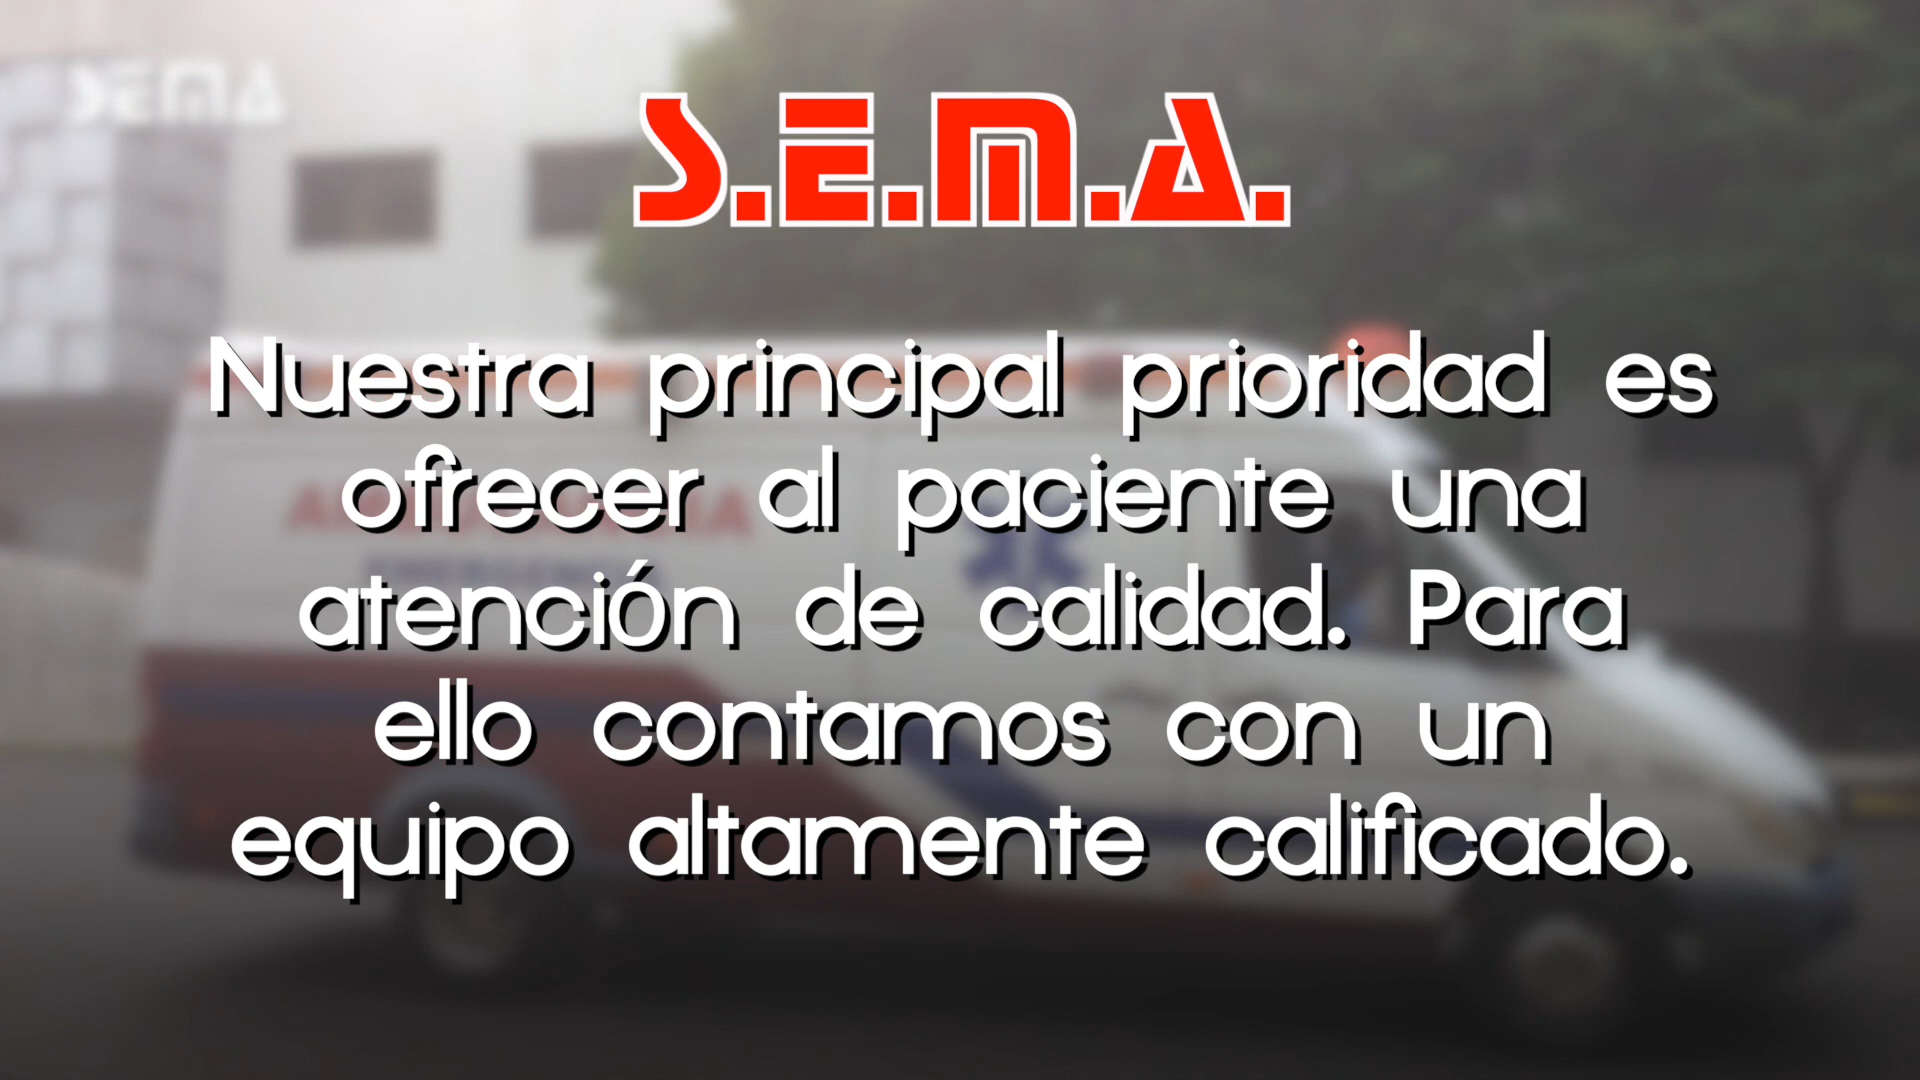 SEMA
S.E.M.A.
Nuestra principal prioridad es
ofrecer al paciente una
atención de calidad. Para
ello contamos con un
equipo altamente calificado.